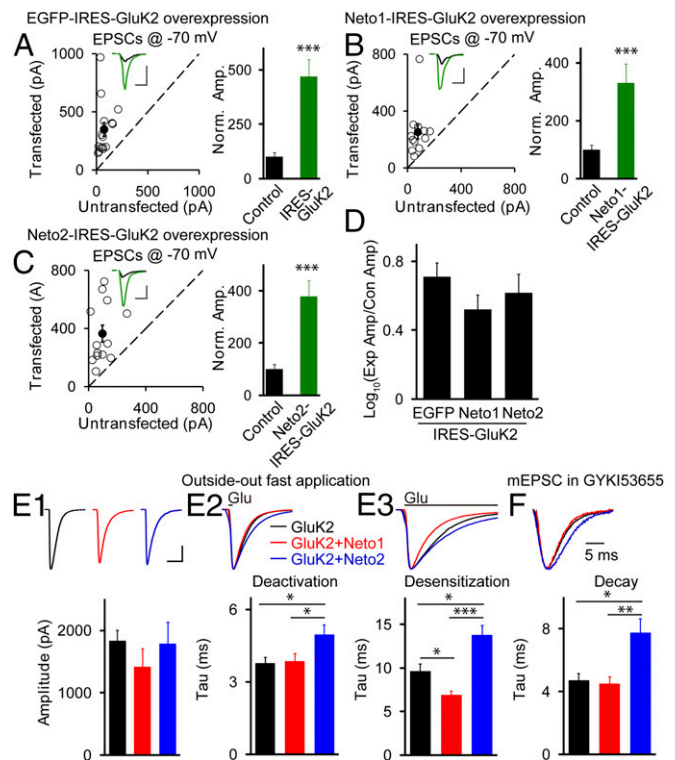 EGFP-IRES-GluK2 overexpression
A
EPSCs @ -70 mV
Transfected (pA)
1000
500
0
0
500
1000
Untransfected (pA)
Norm. Amp.
500
250
0
***
Control
IRES-
GluK2
Neto1-IRES-GluK2 overexpression
B
EPSCs @ -70 mV
Transfected (pA)
800
400
0
0
400
800
Untransfected (pA)
Norm. Amp.
400
200
0
***
Control
Neto1-
IRES-GluK2
Neto2-IRES-GluK2 overexpression
C
EPSCs @ -70 mV
Transfected (A)
800
400
0
0
400
800
Untransfected (pA)
Norm. Amp.
400
200
0
***
Control
Neto2-
IRES-GluK2
D
Log10(Exp Amp/Con Amp)
0.8
0.4
0
EGFP Neto1 Neto2
IRES-GluK2
Outside-out fast application
mEPSC in GYKI53655
E1
E2
Glu
GluK2
GluK2+Neto1
GluK2+Neto2
E3
Glu
F
5 ms
Amplitude (pA)
2000
1000
0
Deactivation
Tau (ms)
6
3
0
*
*
Desensitization
Tau (ms)
15
10
5
0
*
***
*
Decay
Tau (ms)
8
4
0
*
**